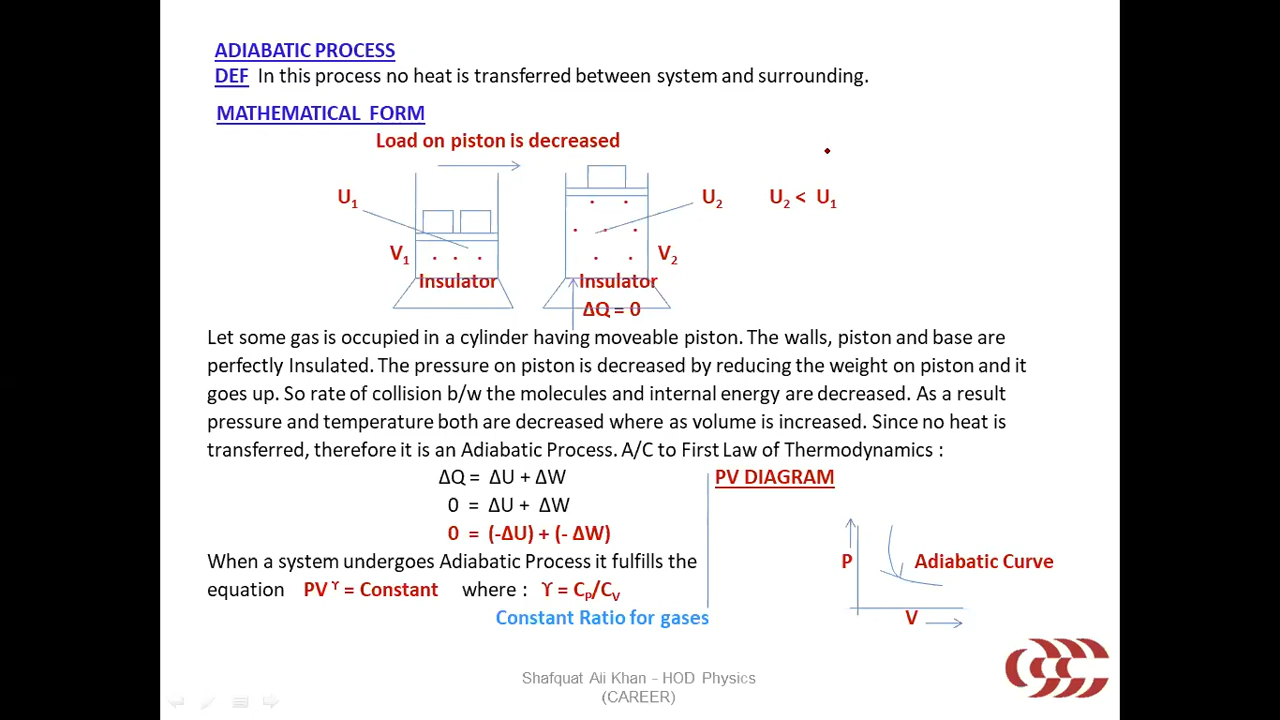 ADIABATIC PROCESS
DEF In this process no heat is transferred between system and surrounding.
MATHEMATICAL FORM
Load on piston is decreased
U₁
U₂
U₂ < U₁
V₁
V₂
Insulator
Insulator
ΔQ = 0
Let some gas is occupied in a cylinder having moveable piston. The walls, piston and base are
perfectly Insulated. The pressure on piston is decreased by reducing the weight on piston and it
goes up. So rate of collision b/w the molecules and internal energy are decreased. As a result
pressure and temperature both are decreased where as volume is increased. Since no heat is
transferred, therefore it is an Adiabatic Process. A/C to First Law of Thermodynamics :
ΔQ = ΔU + ΔW
0 = ΔU + ΔW
0 = (-ΔU) + (- ΔW)
When a system undergoes Adiabatic Process it fulfills the
equation PV ϒ = Constant where : ϒ = Cₚ/Cᵥ
Constant Ratio for gases
PV DIAGRAM
P
Adiabatic Curve
V
Shafquat Ali Khan - HOD Physics
(CAREER)